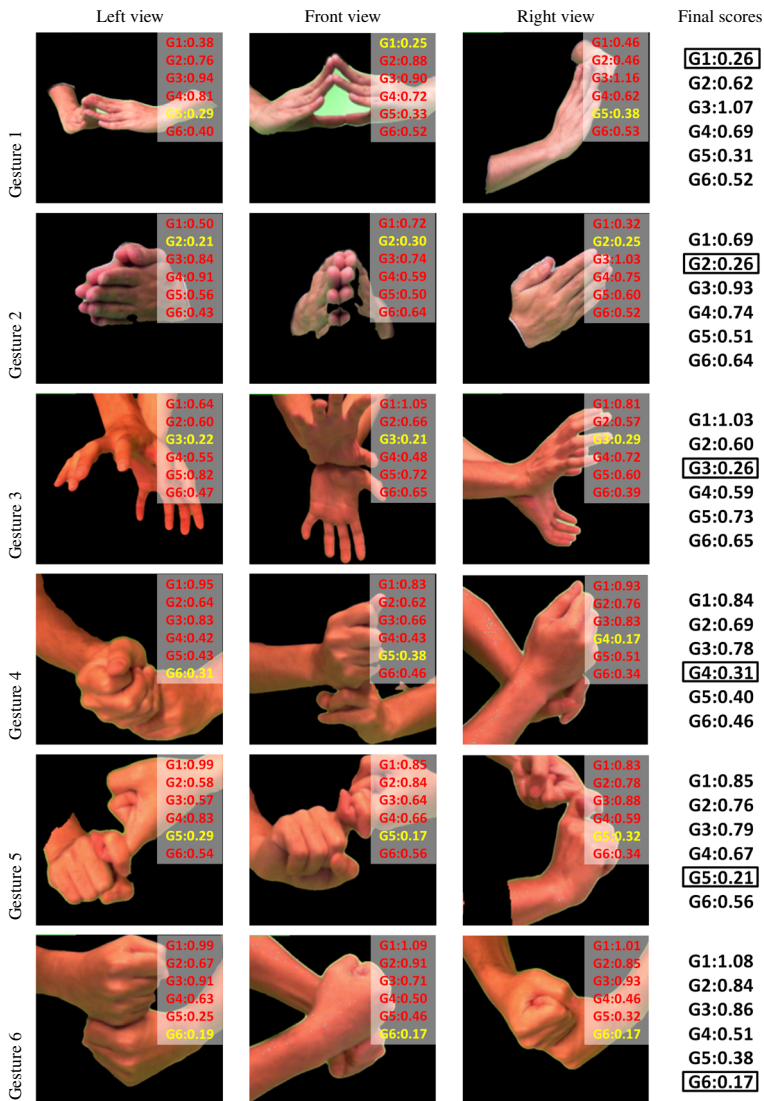 Left view
Front view
Right view
Final scores
Gesture 1
G1:0.38
G2:0.76
G3:0.94
G4:0.81
G5:0.29
G6:0.40
G1:0.25
G2:0.88
G3:0.90
G4:0.72
G5:0.33
G6:0.52
G1:0.46
G2:0.46
G3:1.16
G4:0.62
G5:0.38
G6:0.53
G1:0.26
G2:0.62
G3:1.07
G4:0.69
G5:0.31
G6:0.52
Gesture 2
G1:0.50
G2:0.21
G3:0.84
G4:0.91
G5:0.56
G6:0.43
G1:0.72
G2:0.30
G3:0.74
G4:0.59
G5:0.50
G6:0.64
G1:0.32
G2:0.25
G3:1.03
G4:0.75
G5:0.60
G6:0.52
G1:0.69
G2:0.26
G3:0.93
G4:0.74
G5:0.51
G6:0.64
Gesture 3
G1:0.64
G2:0.60
G3:0.22
G4:0.55
G5:0.82
G6:0.47
G1:1.05
G2:0.66
G3:0.21
G4:0.48
G5:0.72
G6:0.65
G1:0.81
G2:0.57
G3:0.29
G4:0.72
G5:0.60
G6:0.39
G1:1.03
G2:0.60
G3:0.26
G4:0.59
G5:0.73
G6:0.65
Gesture 4
G1:0.95
G2:0.64
G3:0.83
G4:0.42
G5:0.43
G6:0.31
G1:0.83
G2:0.62
G3:0.66
G4:0.43
G5:0.38
G6:0.46
G1:0.93
G2:0.76
G3:0.83
G4:0.17
G5:0.51
G6:0.34
G1:0.84
G2:0.69
G3:0.78
G4:0.31
G5:0.40
G6:0.46
Gesture 5
G1:0.99
G2:0.58
G3:0.57
G4:0.83
G5:0.29
G6:0.54
G1:0.85
G2:0.84
G3:0.64
G4:0.66
G5:0.17
G6:0.56
G1:0.83
G2:0.78
G3:0.88
G4:0.59
G5:0.32
G6:0.34
G1:0.85
G2:0.76
G3:0.79
G4:0.67
G5:0.21
G6:0.56
Gesture 6
G1:0.99
G2:0.67
G3:0.91
G4:0.63
G5:0.25
G6:0.19
G1:1.09
G2:0.91
G3:0.71
G4:0.50
G5:0.46
G6:0.17
G1:1.01
G2:0.85
G3:0.93
G4:0.46
G5:0.32
G6:0.17
G1:1.08
G2:0.84
G3:0.86
G4:0.51
G5:0.38
G6:0.17